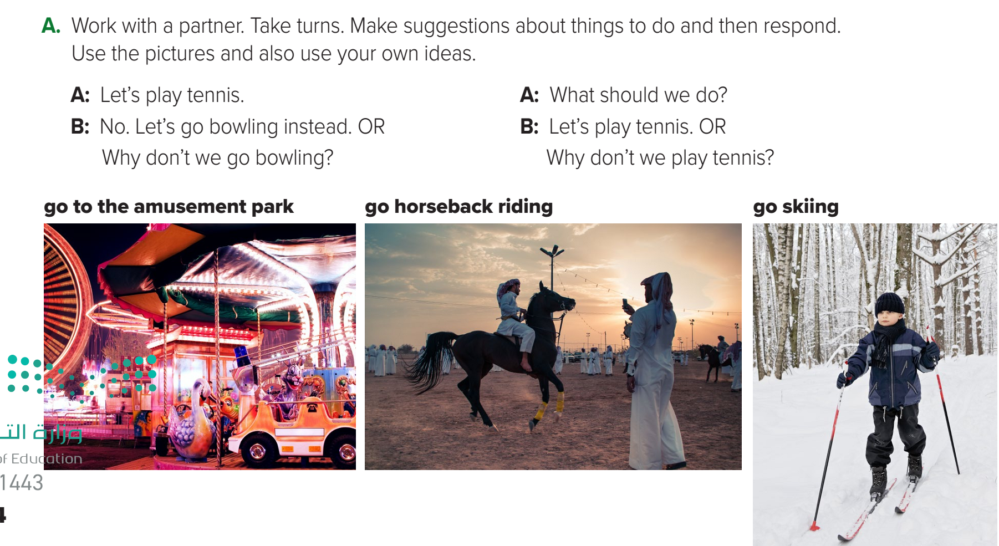 A. Work with a partner. Take turns. Make suggestions about things to do and then respond.
Use the pictures and also use your own ideas.
A: Let's play tennis.
B: No. Let's go bowling instead. OR
Why don't we go bowling?
A: What should we do?
B: Let's play tennis. OR
Why don't we play tennis?
go to the amusement park
go horseback riding
go skiing
وزارة
of Education
1443
4